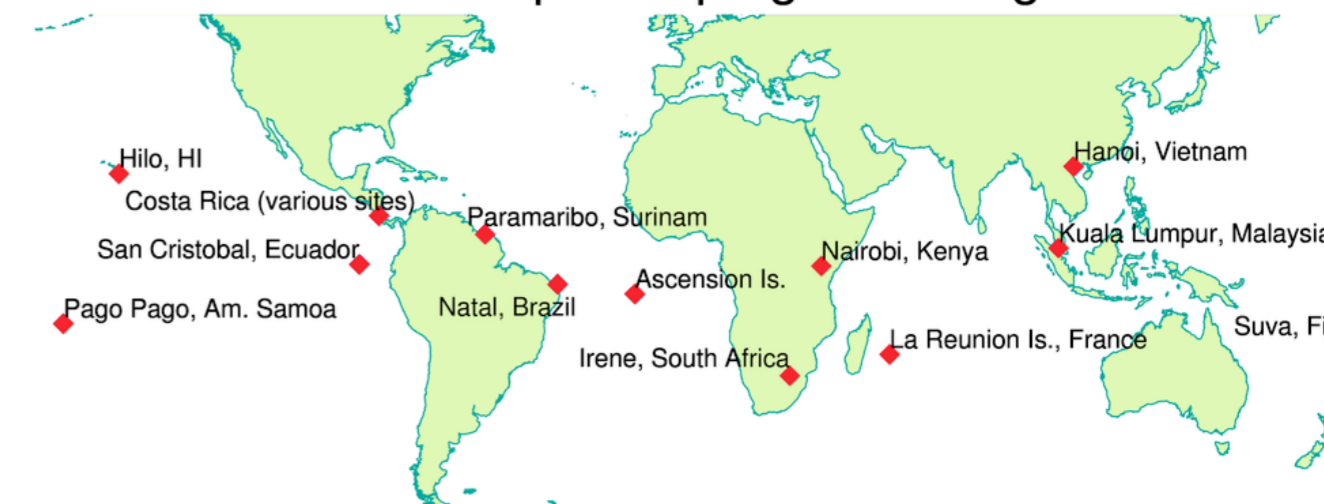 Hilo, HI
Hanoi, Vietnam
Costa Rica (various sites)
Paramaribo, Surinam
Kuala Lumpur, Malaysia
San Cristobal, Ecuador
Nairobi, Kenya
Ascension Is.
Natal, Brazil
Pago Pago, Am. Samoa
Suva,
La Reunion Is., France
Irene, South Africa